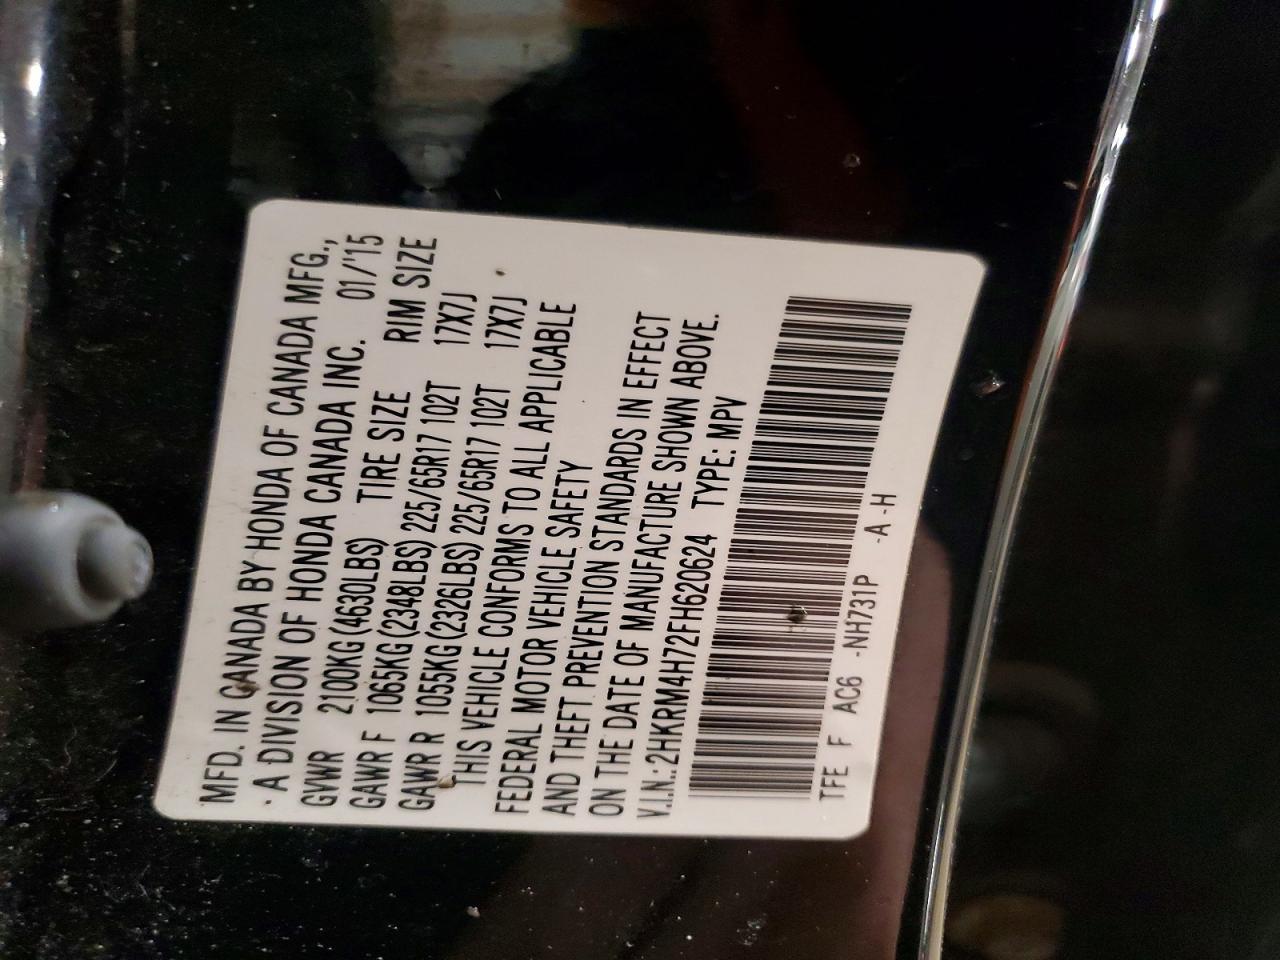 MFD. IN CANADA BY HONDA OF CANADA MFG.,
A DIVISION OF HONDA CANADA INC. 01/'15
GVWR 2100KG(4630LBS) TIRE SIZE RIM SIZE
GAWR F 1065KG(2348LBS) 225/65R17 102T 17X7J
GAWR R 1055KG(2326LBS) 225/65R17 102T 17X7J
THIS VEHICLE CONFORMS TO ALL APPLICABLE
FEDERAL MOTOR VEHICLE SAFETY
AND THEFT PREVENTION STANDARDS IN EFFECT
ON THE DATE OF MANUFACTURE SHOWN ABOVE.
V.I.N.:2HKRM4H72FH620624 TYPE: MPV
TFE F AC6 -NH731P -A -H